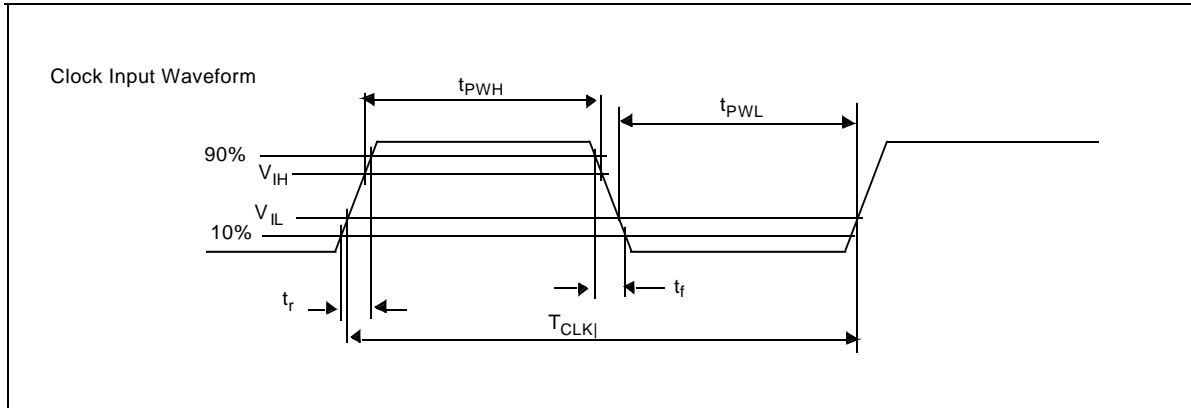 Clock Input Waveform
tPWH
tPWL
90%
VIH
VIL
10%
tr
tf
TCLK|